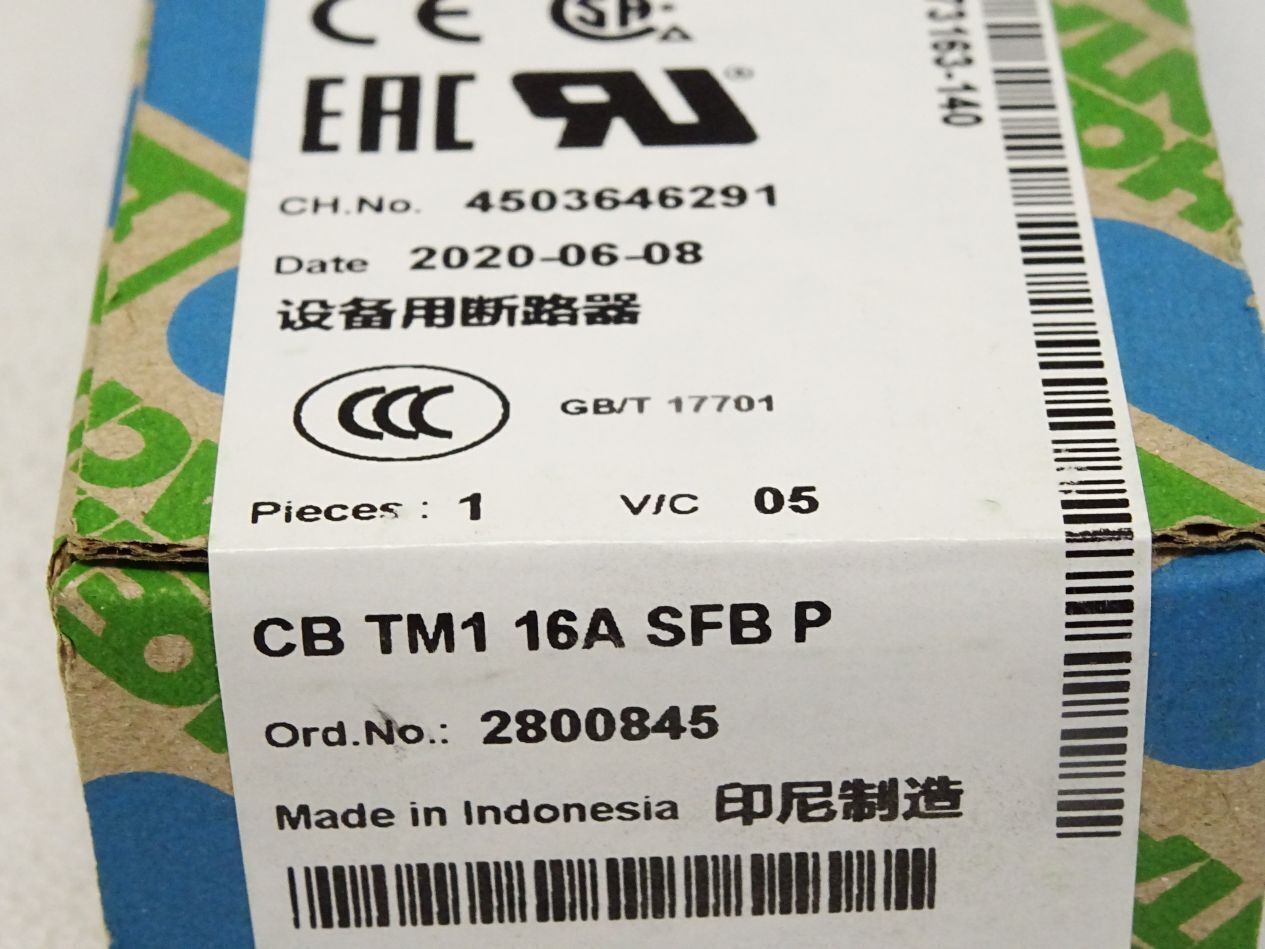 CE
EAC
CH.No. 4503646291
Date 2020-06-08
设备用断路器
CCC GB/T 17701
Pieces : 1 V/C 05
CB TM1 16A SFB P
Ord.No.: 2800845
Made in Indonesia 印尼制造
73163-140